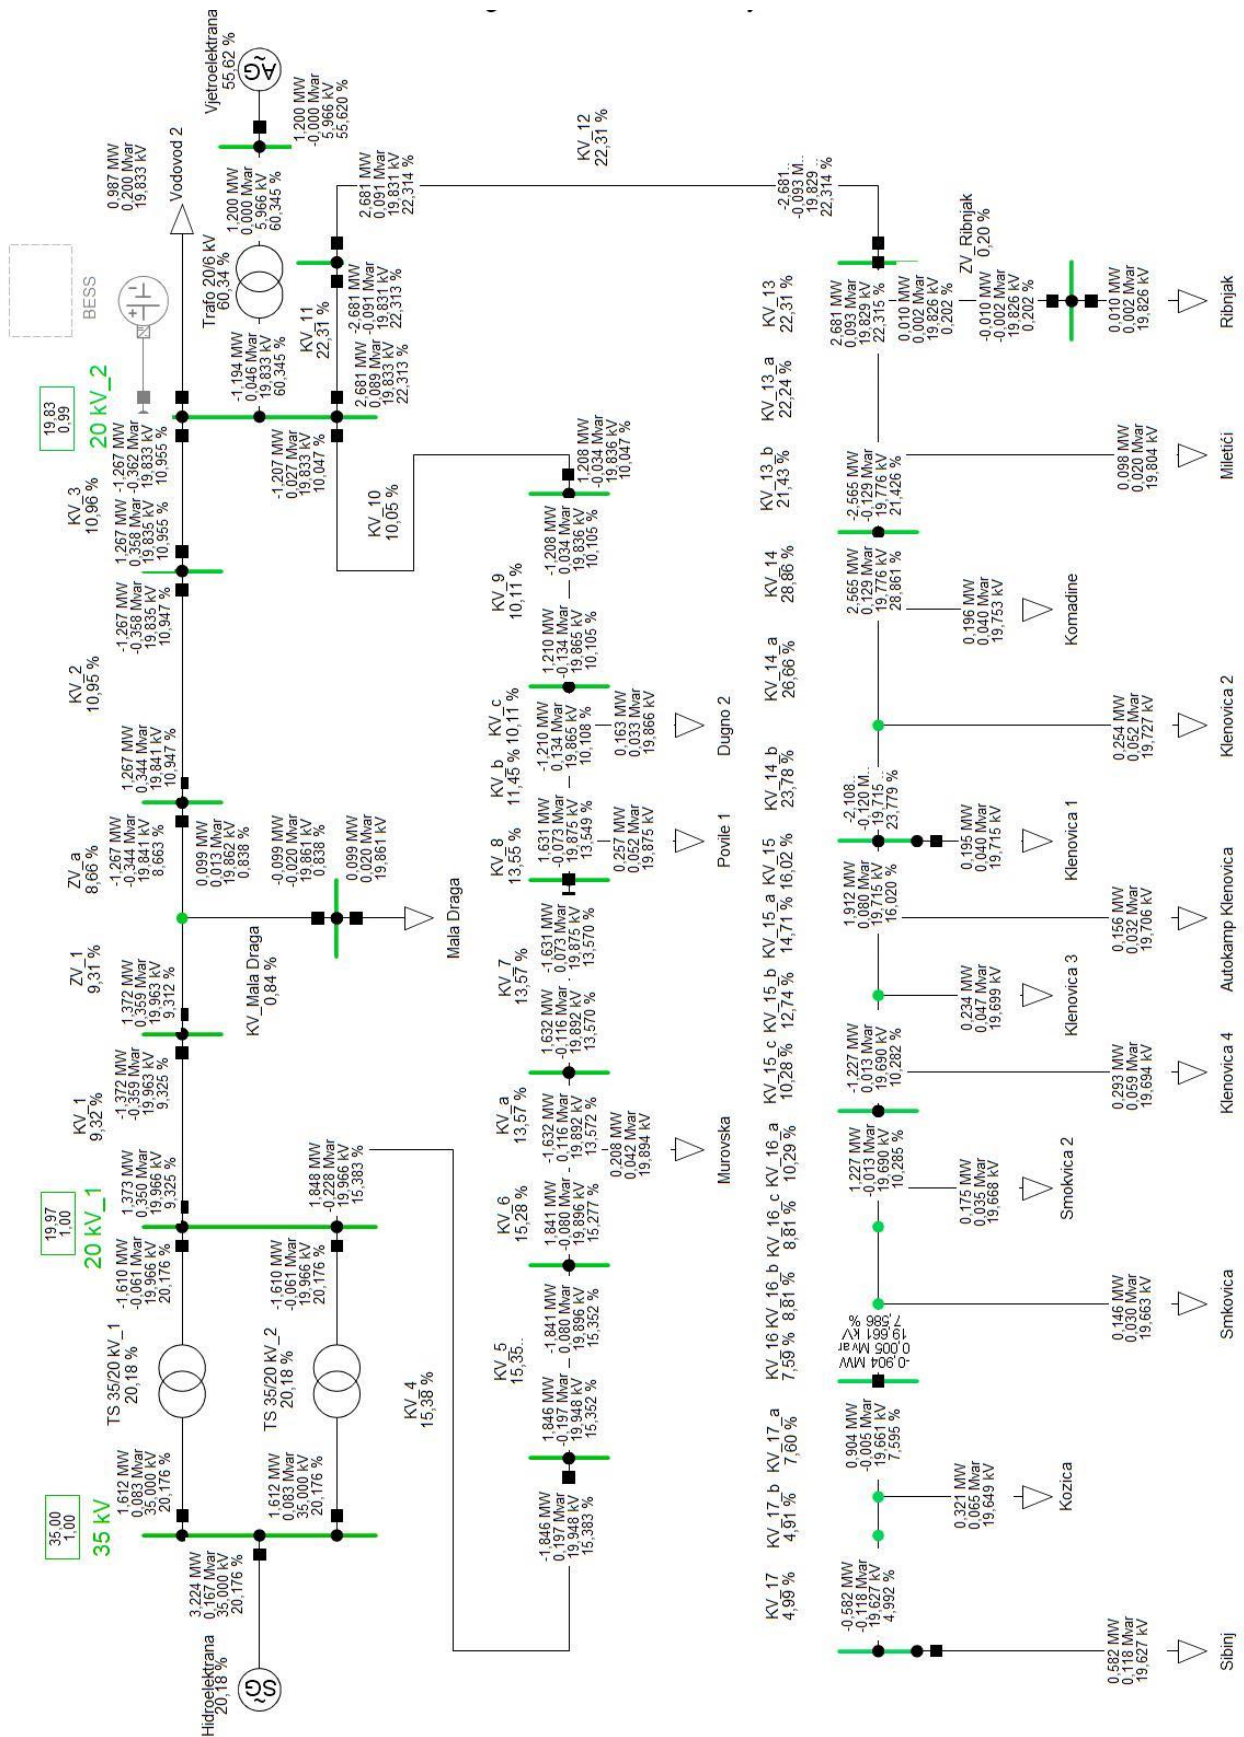 35,00
1,00
35 kV
19,97
1,00
20 kV_1
19,83
0,99
20 kV_2
BESS
Hidroelektrana
20,18 %
SG
~
3,224 MW
0,167 Mvar
35,000 kV
20,176 %
1,612 MW
0,083 Mvar
35,000 kV
20,176 %
TS 35/20 kV_1
20,18 %
-1,610 MW
-0,061 Mvar
19,966 kV
20,176 %
1,612 MW
0,083 Mvar
35,000 kV
20,176 %
TS 35/20 kV_2
20,18 %
-1,610 MW
-0,061 Mvar
19,966 kV
20,176 %
1,373 MW
0,350 Mvar
19,966 kV
9,325 %
KV_1
9,32 %
-1,372 MW
-0,359 Mvar
19,963 kV
9,325 %
1,372 MW
0,359 Mvar
19,963 kV
9,312 %
ZV_1
9,31 %
ZV_a
8,66 %
-1,267 MW
-0,344 Mvar
19,841 kV
8,663 %
0,099 MW
0,013 Mvar
19,862 kV
0,838 %
KV_Mala Draga
0,84 %
-0,099 MW
-0,020 Mvar
19,861 kV
0,838 %
0,099 MW
0,020 Mvar
19,861 kV
Mala Draga
1,267 MW
0,344 Mvar
19,841 kV
10,947 %
KV_2
10,95 %
-1,267 MW
-0,358 Mvar
19,835 kV
10,947 %
1,267 MW
0,358 Mvar
19,835 kV
10,955 %
KV_3
10,96 %
-1,267 MW
-0,362 Mvar
19,833 kV
10,955 %
0,987 MW
0,200 Mvar
19,833 kV
Vodovod 2
-1,194 MW
0,046 Mvar
19,833 kV
60,345 %
Trafo 20/6 kV
60,34 %
1,200 MW
0,000 Mvar
5,966 kV
60,345 %
1,200 MW
-0,000 Mvar
5,966 kV
55,620 %
Vjetroelektrana
55,62 %
AG
~
1,848 MW
-0,228 Mvar
19,966 kV
15,383 %
KV_4
15,38 %
-1,846 MW
0,197 Mvar
19,948 kV
15,383 %
1,846 MW
-0,197 Mvar
19,948 kV
15,352 %
KV_5
15,35..
-1,841 MW
0,080 Mvar
19,896 kV
15,352 %
1,841 MW
-0,080 Mvar
19,896 kV
15,277 %
KV_6
15,28 %
KV_a
13,57 %
-1,632 MW
0,116 Mvar
19,892 kV
13,572 %
0,208 MW
0,042 Mvar
19,894 kV
Murovska
1,632 MW
-0,116 Mvar
19,892 kV
13,570 %
KV_7
13,57 %
-1,631 MW
0,073 Mvar
19,875 kV
13,570 %
KV_8
13,55 %
1,631 MW
-0,073 Mvar
19,875 kV
13,549 %
0,257 MW
0,052 Mvar
19,875 kV
Povile 1
KV_b
11,45 %
KV_c
10,11 %
-1,210 MW
0,134 Mvar
19,865 kV
10,108 %
0,163 MW
0,033 Mvar
19,866 kV
Dugno 2
1,210 MW
-0,134 Mvar
19,865 kV
10,105 %
KV_9
10,11 %
-1,208 MW
0,034 Mvar
19,836 kV
10,105 %
1,208 MW
-0,034 Mvar
19,836 kV
10,047 %
KV_10
10,05 %
-1,207 MW
0,027 Mvar
19,833 kV
10,047 %
2,681 MW
0,089 Mvar
19,833 kV
22,313 %
KV_11
22,31 %
-2,681 MW
-0,091 Mvar
19,831 kV
22,313 %
2,681 MW
0,091 Mvar
19,831 kV
22,314 %
KV_12
22,31 %
-2,681..
-0,093 M..
19,829 ..
22,314 %
KV_17
4,99 %
-0,582 MW
-0,118 Mvar
19,627 kV
4,992 %
0,582 MW
0,118 Mvar
19,627 kV
Sibinj
KV_17_b
4,91 %
KV_17_a
7,60 %
0,904 MW
-0,005 Mvar
19,661 kV
7,595 %
0,321 MW
0,065 Mvar
19,649 kV
Kozica
KV_16
7,59 %
-0,904 MW
0,005 Mvar
19,661 kV
7,586 %
KV_16_b
8,81 %
0,146 MW
0,030 Mvar
19,663 kV
Smkovica
KV_16_c
8,81 %
KV_16_a
10,29 %
1,227 MW
-0,013 Mvar
19,690 kV
10,285 %
0,175 MW
0,035 Mvar
19,668 kV
Smokvica 2
KV_15_c
10,28 %
-1,227 MW
0,013 Mvar
19,690 kV
10,282 %
0,293 MW
0,059 Mvar
19,694 kV
Klenovica 4
KV_15_b
12,74 %
0,234 MW
0,047 Mvar
19,699 kV
Klenovica 3
KV_15_a
14,71 %
KV_15
16,02 %
1,912 MW
0,080 Mvar
19,715 kV
16,020 %
0,156 MW
0,032 Mvar
19,706 kV
Autokamp Klenovica
KV_14_b
23,78 %
-2,108..
-0,120 M..
19,715 ..
23,779 %
0,195 MW
0,040 Mvar
19,715 kV
Klenovica 1
KV_14_a
26,66 %
0,254 MW
0,052 Mvar
19,727 kV
Klenovica 2
KV_14
28,86 %
2,565 MW
0,129 Mvar
19,776 kV
28,861 %
0,196 MW
0,040 Mvar
19,753 kV
Komadine
KV_13_b
21,43 %
-2,565 MW
-0,129 Mvar
19,776 kV
21,426 %
KV_13_a
22,24 %
0,098 MW
0,020 Mvar
19,804 kV
Miletići
KV_13
22,31 %
2,681 MW
0,093 Mvar
19,829 kV
22,315 %
0,010 MW
0,002 Mvar
19,826 kV
0,202 %
ZV_Ribnjak
0,20 %
-0,010 MW
-0,002 Mvar
19,826 kV
0,202 %
0,010 MW
0,002 Mvar
19,826 kV
Ribnjak